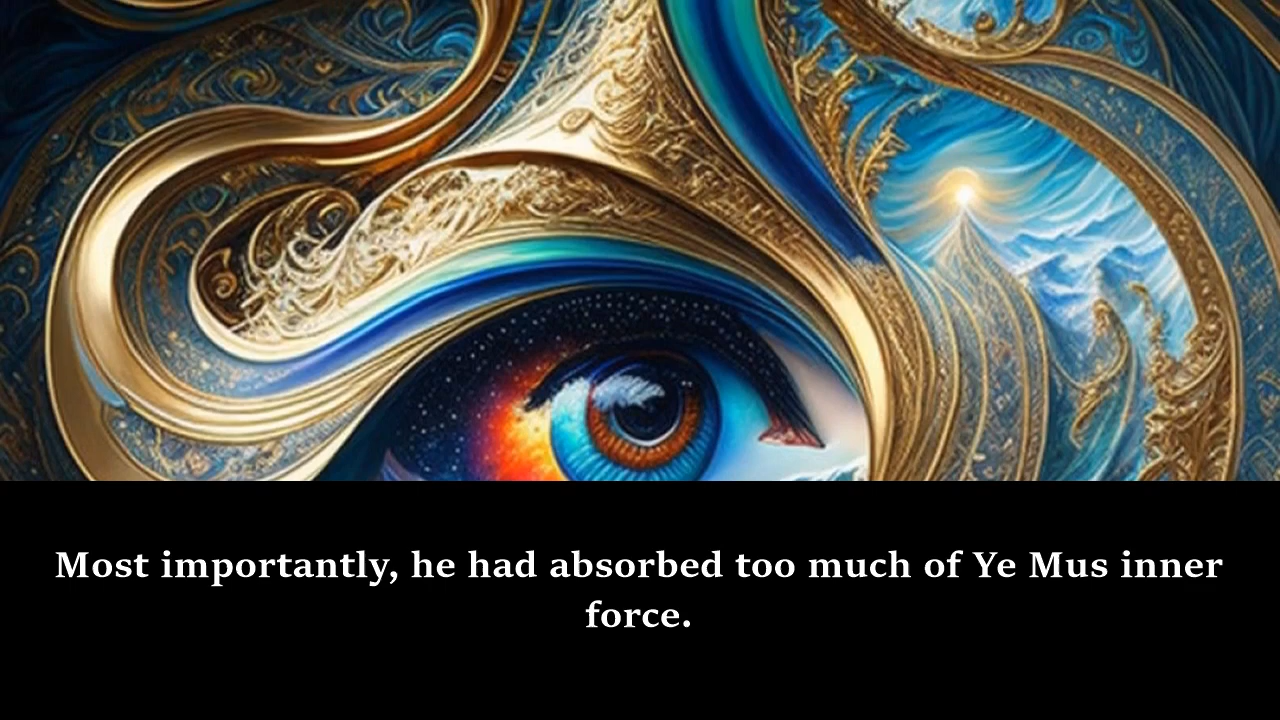 Most importantly, he had absorbed too much of Ye Mus inner
force.